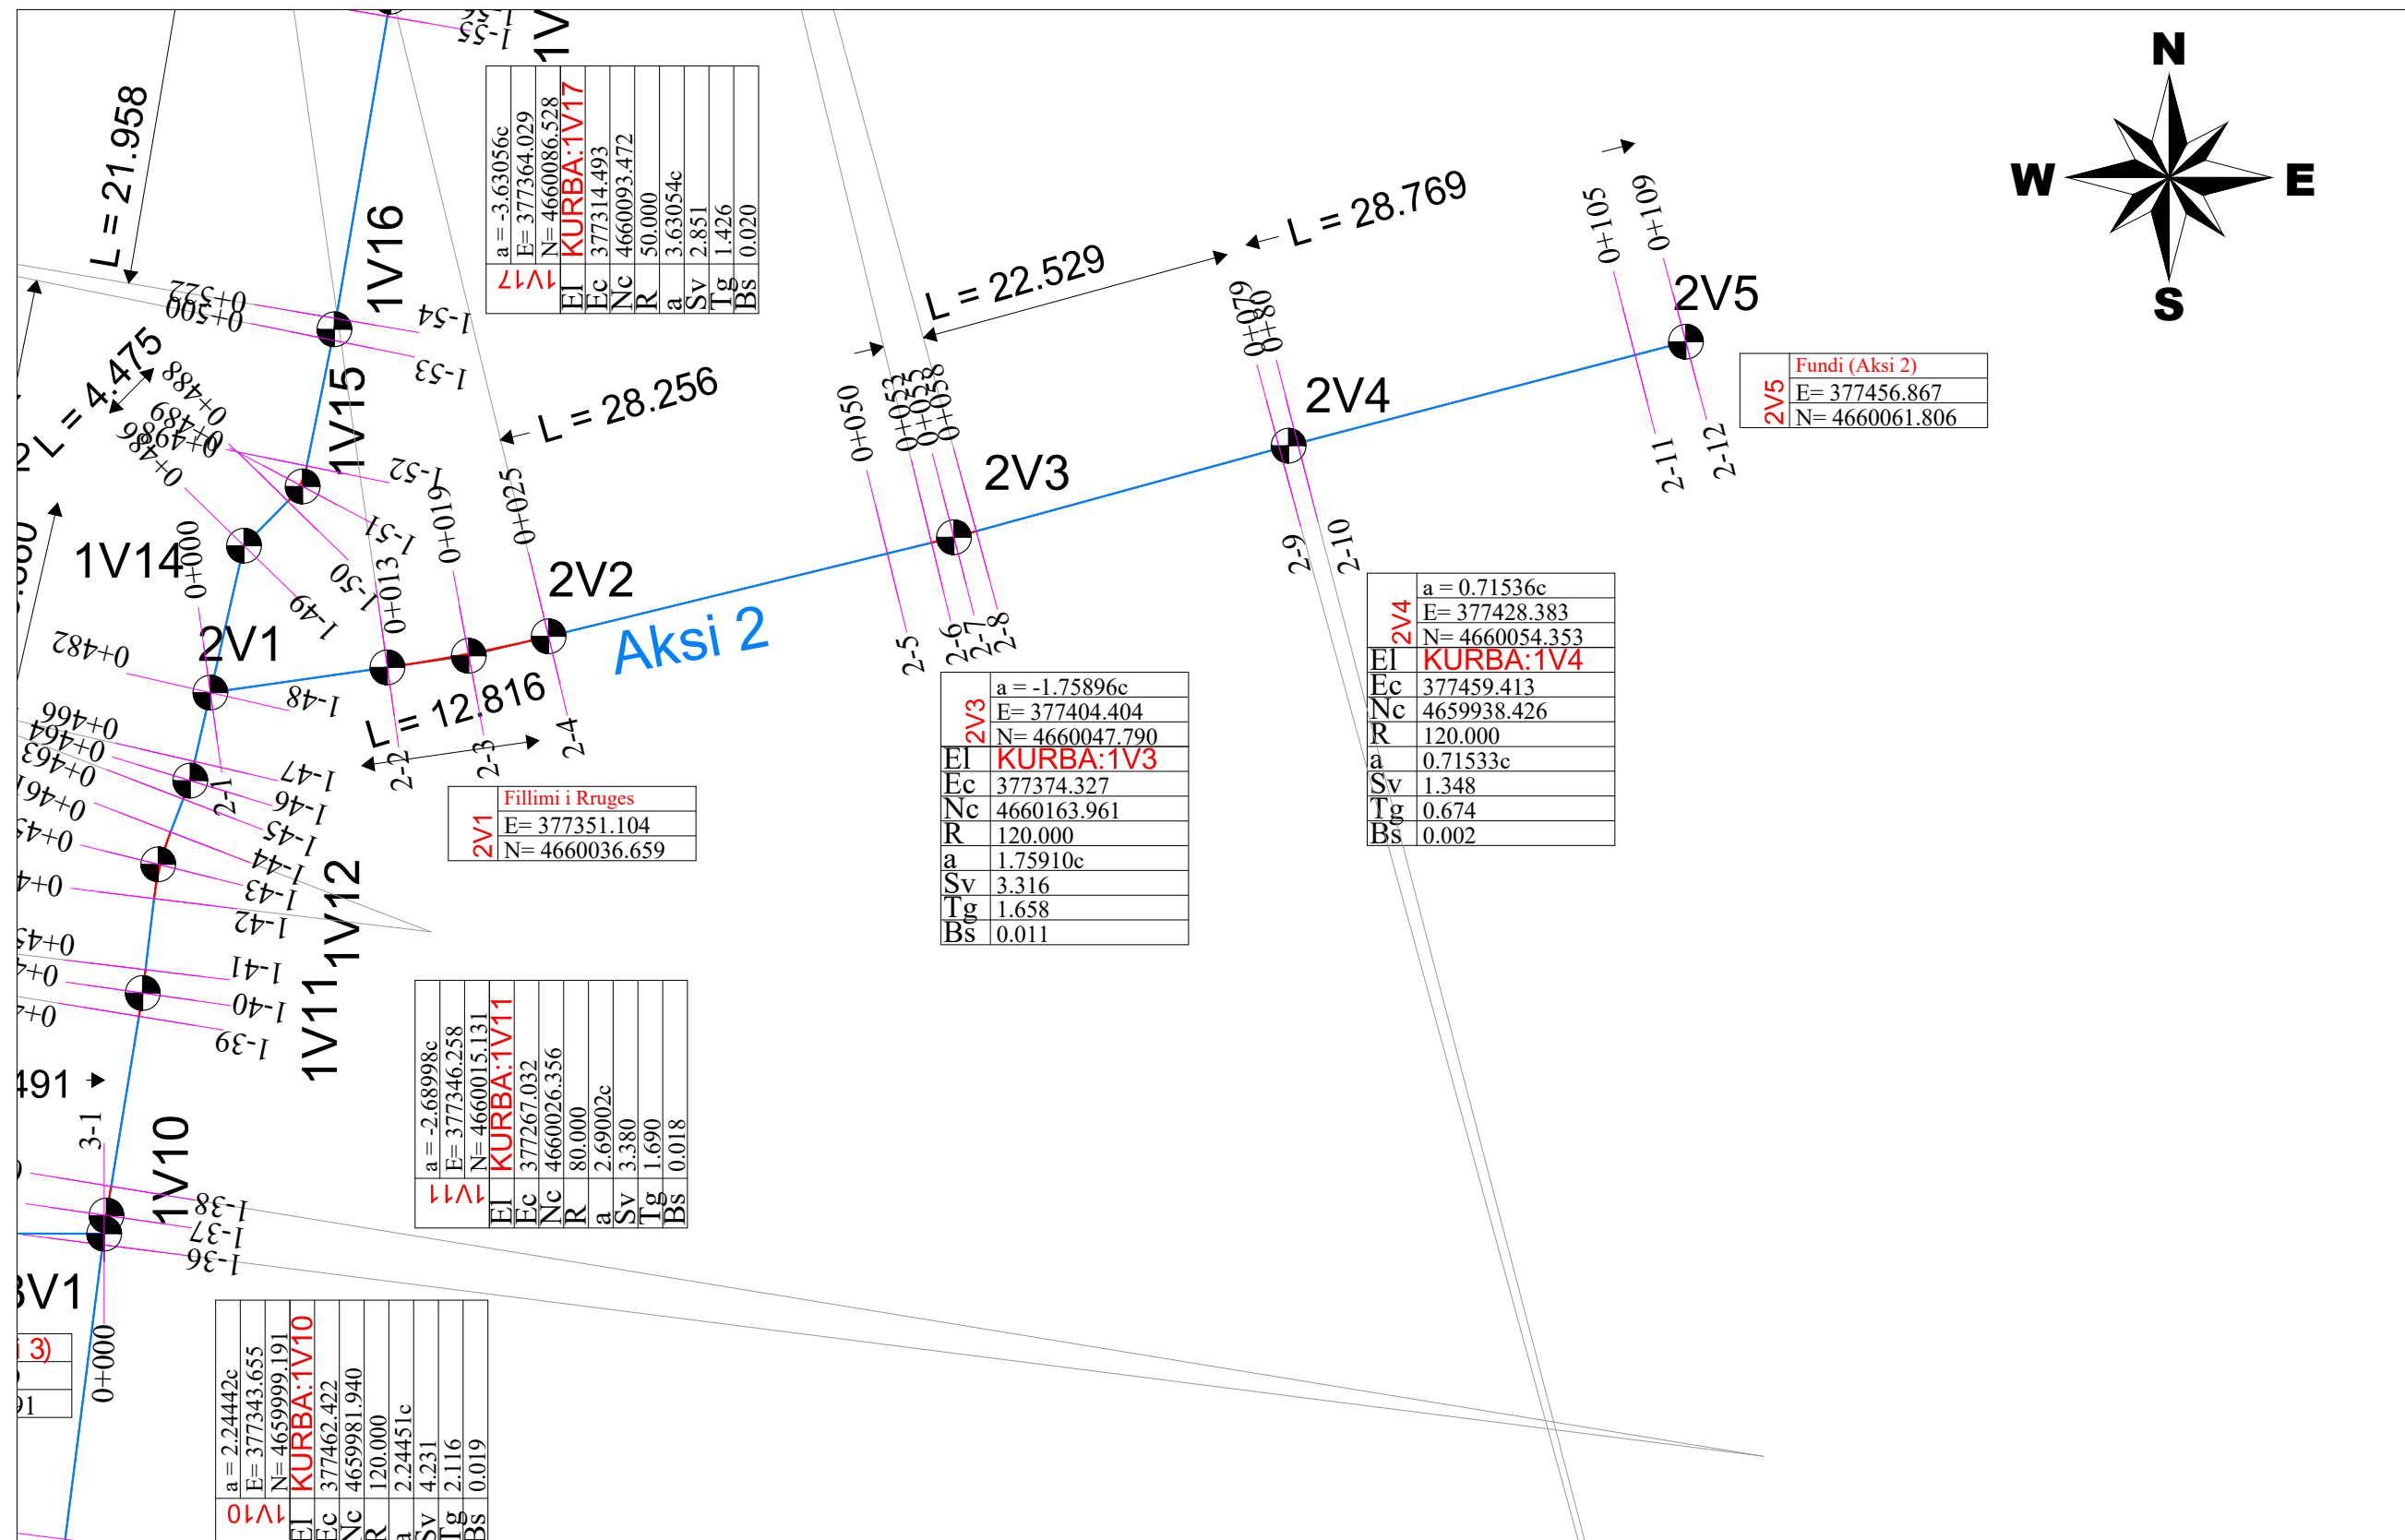 N
W
E
S
1-55
L = 21.958
1V16
1V17
a = -3.63056c
E= 377364.029
N= 4660086.528
El
KURBA:1V17
Ec
377314.493
Nc
4660093.472
R
50.000
a
3.63054c
Sv
2.851
Tg
1.426
Bs
0.020
0+522
0+500
1-54
1-53
L = 4.475
0+488
0+489
1V15
1-52
1-51
1-50
1-49
1V14
L = 28.256
L = 22.529
L = 28.769
0+105
0+109
2V5
2V5
Fundi (Aksi 2)
E= 377456.867
N= 4660061.806
0+079
0+080
2V4
2-11
2-12
2-9
2-10
0+050
0+053
0+055
0+058
2V3
2-5
2-6
2-7
2-8
0+000
0+013
0+019
0+025
2V2
Aksi 2
2V1
0+482
1-48
L = 12.816
2-1
2-2
2-3
2-4
2V1
Fillimi i Rruges
E= 377351.104
N= 4660036.659
2V3
a = -1.75896c
E= 377404.404
N= 4660047.790
El
KURBA:1V3
Ec
377374.327
Nc
4660163.961
R
120.000
a
1.75910c
Sv
3.316
Tg
1.658
Bs
0.011
2V4
a = 0.71536c
E= 377428.383
N= 4660054.353
El
KURBA:1V4
Ec
377459.413
Nc
4659938.426
R
120.000
a
0.71533c
Sv
1.348
Tg
0.674
Bs
0.002
0+466
0+464
0+463
1-47
1-46
1-45
1-44
1-43
1-42
1V12
1-41
1-40
1-39
1V11
1V11
a = -2.68998c
E= 377346.258
N= 4660015.131
El
KURBA:1V11
Ec
377267.032
Nc
4660026.356
R
80.000
a
2.69002c
Sv
3.380
Tg
1.690
Bs
0.018
491
3-1
1V10
1-38
1-37
1-36
0+000
1V10
a = 2.24442c
E= 377343.655
N= 4659999.191
El
KURBA:1V10
Ec
377462.422
Nc
4659981.940
R
120.000
a
2.24451c
Sv
4.231
Tg
2.116
Bs
0.019